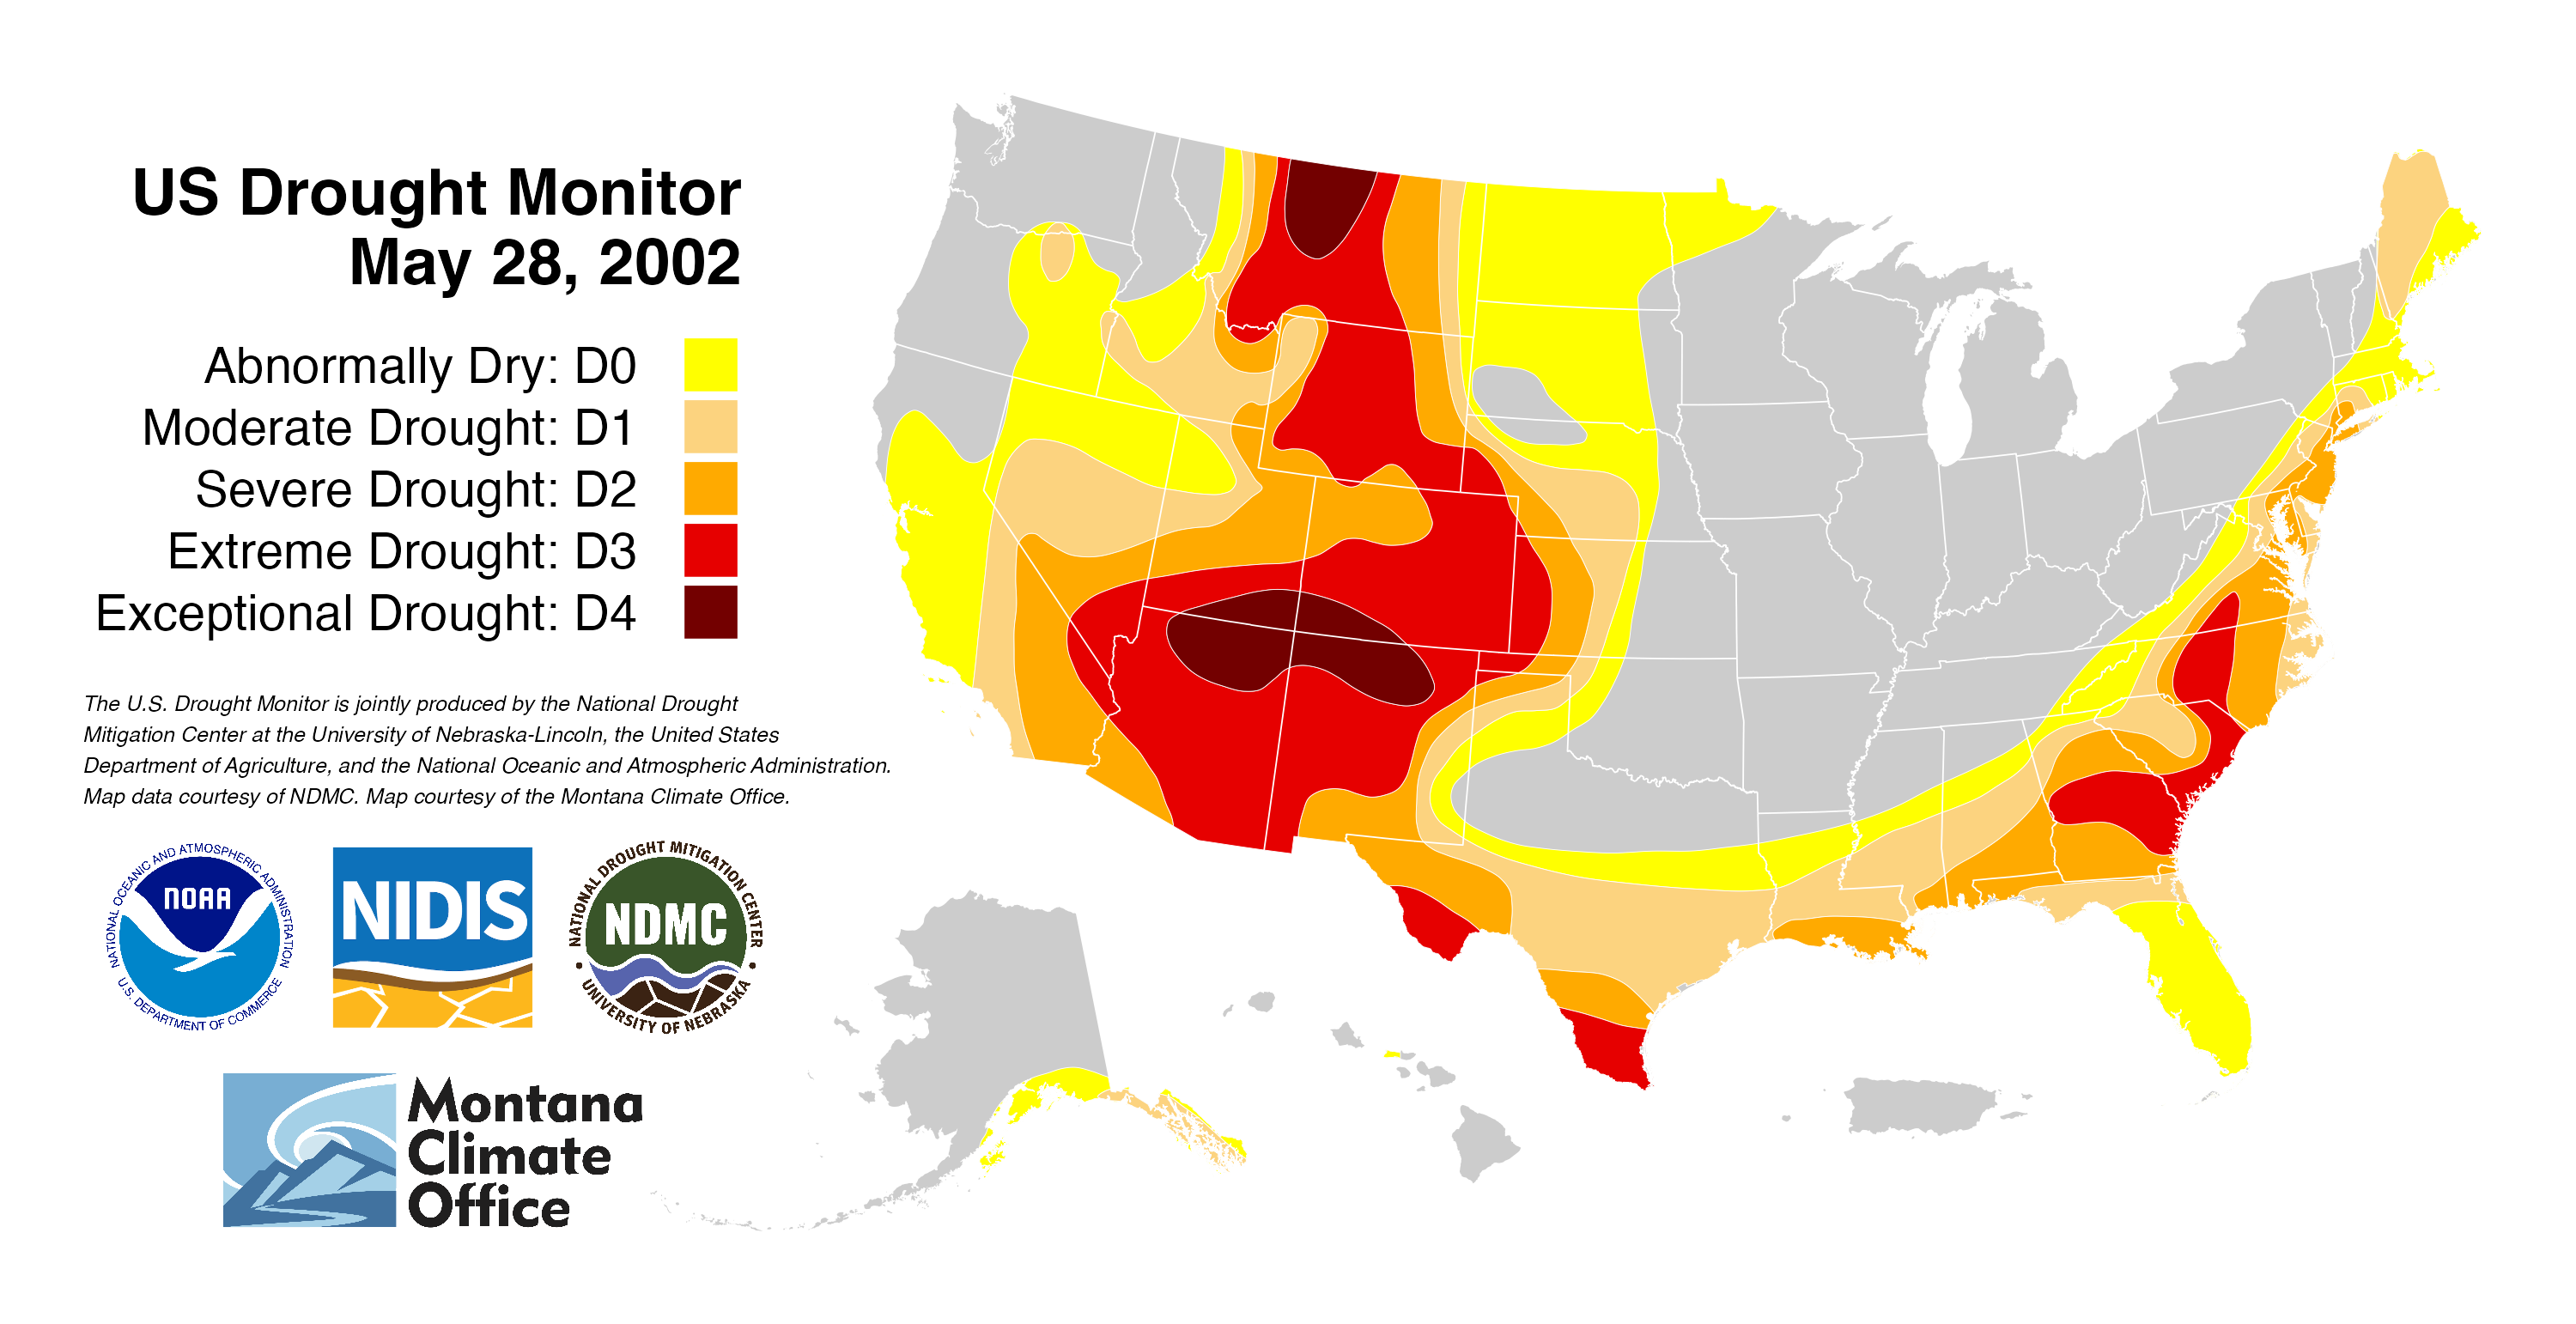 US Drought Monitor
May 28, 2002
Abnormally Dry: D0
Moderate Drought: D1
Severe Drought: D2
Extreme Drought: D3
Exceptional Drought: D4
The U.S. Drought Monitor is jointly produced by the National Drought
Mitigation Center at the University of Nebraska-Lincoln, the United States
Department of Agriculture, and the National Oceanic and Atmospheric Administration.
Map data courtesy of NDMC. Map courtesy of the Montana Climate Office.
NATIONAL OCEANIC AND ATMOSPHERIC ADMINISTRATION
NOAA
U.S. DEPARTMENT OF COMMERCE
NIDIS
NATIONAL DROUGHT MITIGATION CENTER
NDMC
UNIVERSITY OF NEBRASKA
Montana
Climate
Office